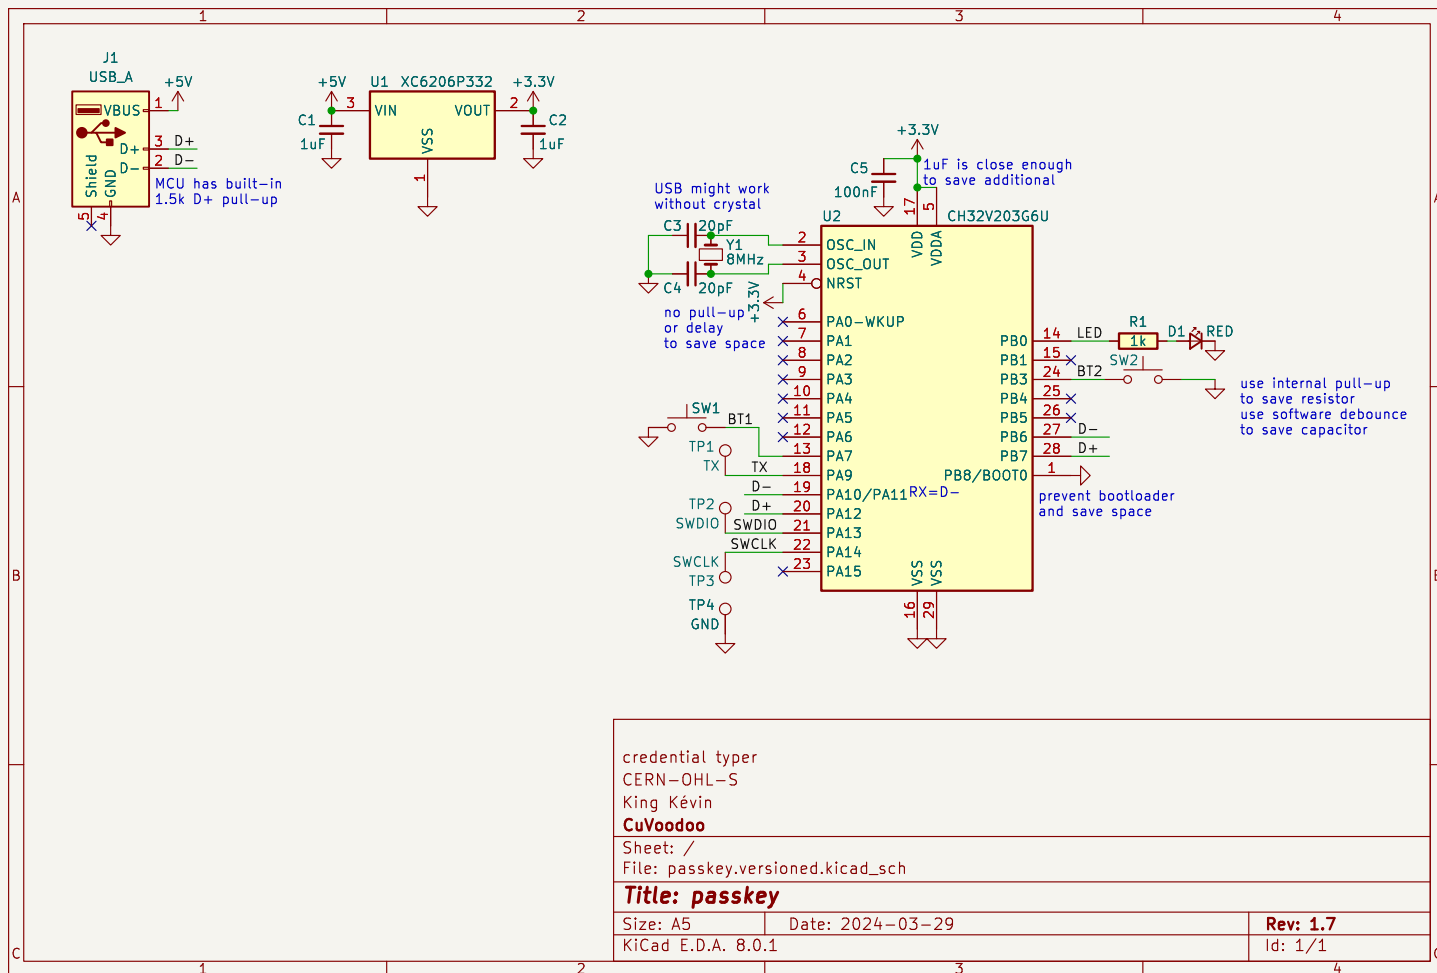 1 2 3 4
J1
USB_A
+5V
VBUS 1
D+ 3 D+
D- 2 D-
Shield
GND
5
4
MCU has built-in
1.5k D+ pull-up
+5V U1 XC6206P332 +3.3V
3 VIN VOUT 2
C1 C2
1uF VSS 1uF
1
+3.3V
C5 1uF is close enough
to save additional
100nF
17 5
USB might work
without crystal
U2 CH32V203G6U
C3 20pF
VDD VDDA
2 OSC_IN
Y1
8MHz
3 OSC_OUT
4 NRST
C4 20pF
+3.3V
no pull-up
or delay
to save space
6 PA0-WKUP
7 PA1
8 PA2
9 PA3
10 PA4
11 PA5
12 PA6
SW1
BT1
13 PA7
TP1
TX
TX 18 PA9
D- 19 PA10/PA11 RX=D-
TP2
D+ 20 PA12
SWDIO
SWDIO 21 PA13
SWCLK 22 PA14
SWCLK
TP3
23 PA15
TP4
GND
VSS VSS
16 29
PB0 14 LED R1 1k D1 RED
PB1 15
SW2
PB3 24 BT2
PB4 25
PB5 26
PB6 27 D-
PB7 28 D+
PB8/BOOT0 1
use internal pull-up
to save resistor
use software debounce
to save capacitor
prevent bootloader
and save space
A
B
C
credential typer
CERN-OHL-S
King Kévin
CuVoodoo
Sheet: /
File: passkey.versioned.kicad_sch
Title: passkey
Size: A5 Date: 2024-03-29 Rev: 1.7
KiCad E.D.A. 8.0.1 Id: 1/1
1 2 3 4